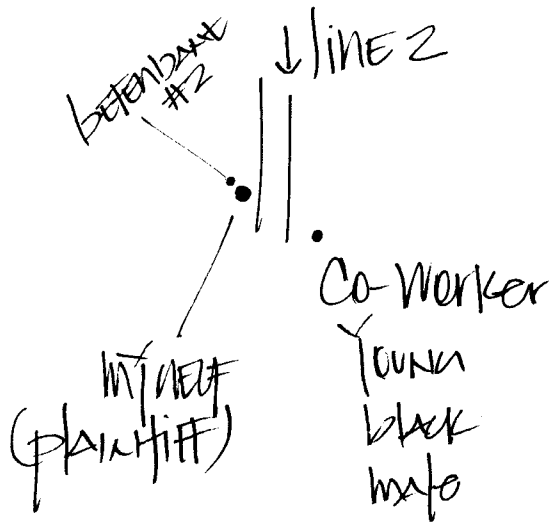 Defendant
#2
↓ line 2
Co-Worker
Young
black
male
myself
(plaintiff)